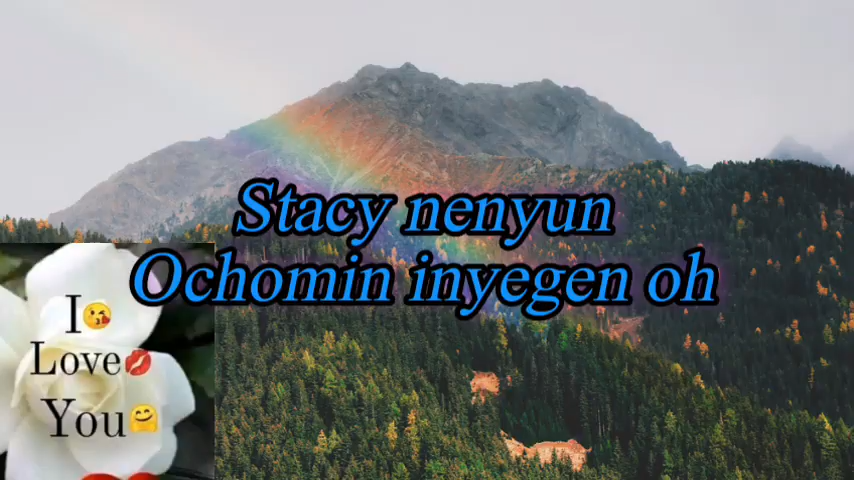 Stacy nenyun
Ochomin inyegen oh
I😘
Love💋
You🤗